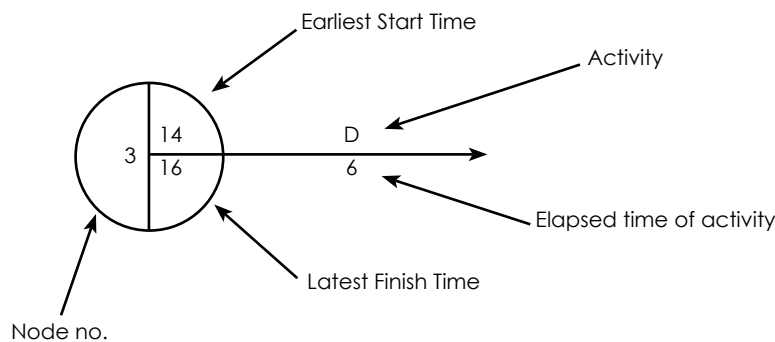 Earliest Start Time
Activity
14
D
3
16
6
Elapsed time of activity
Latest Finish Time
Node no.